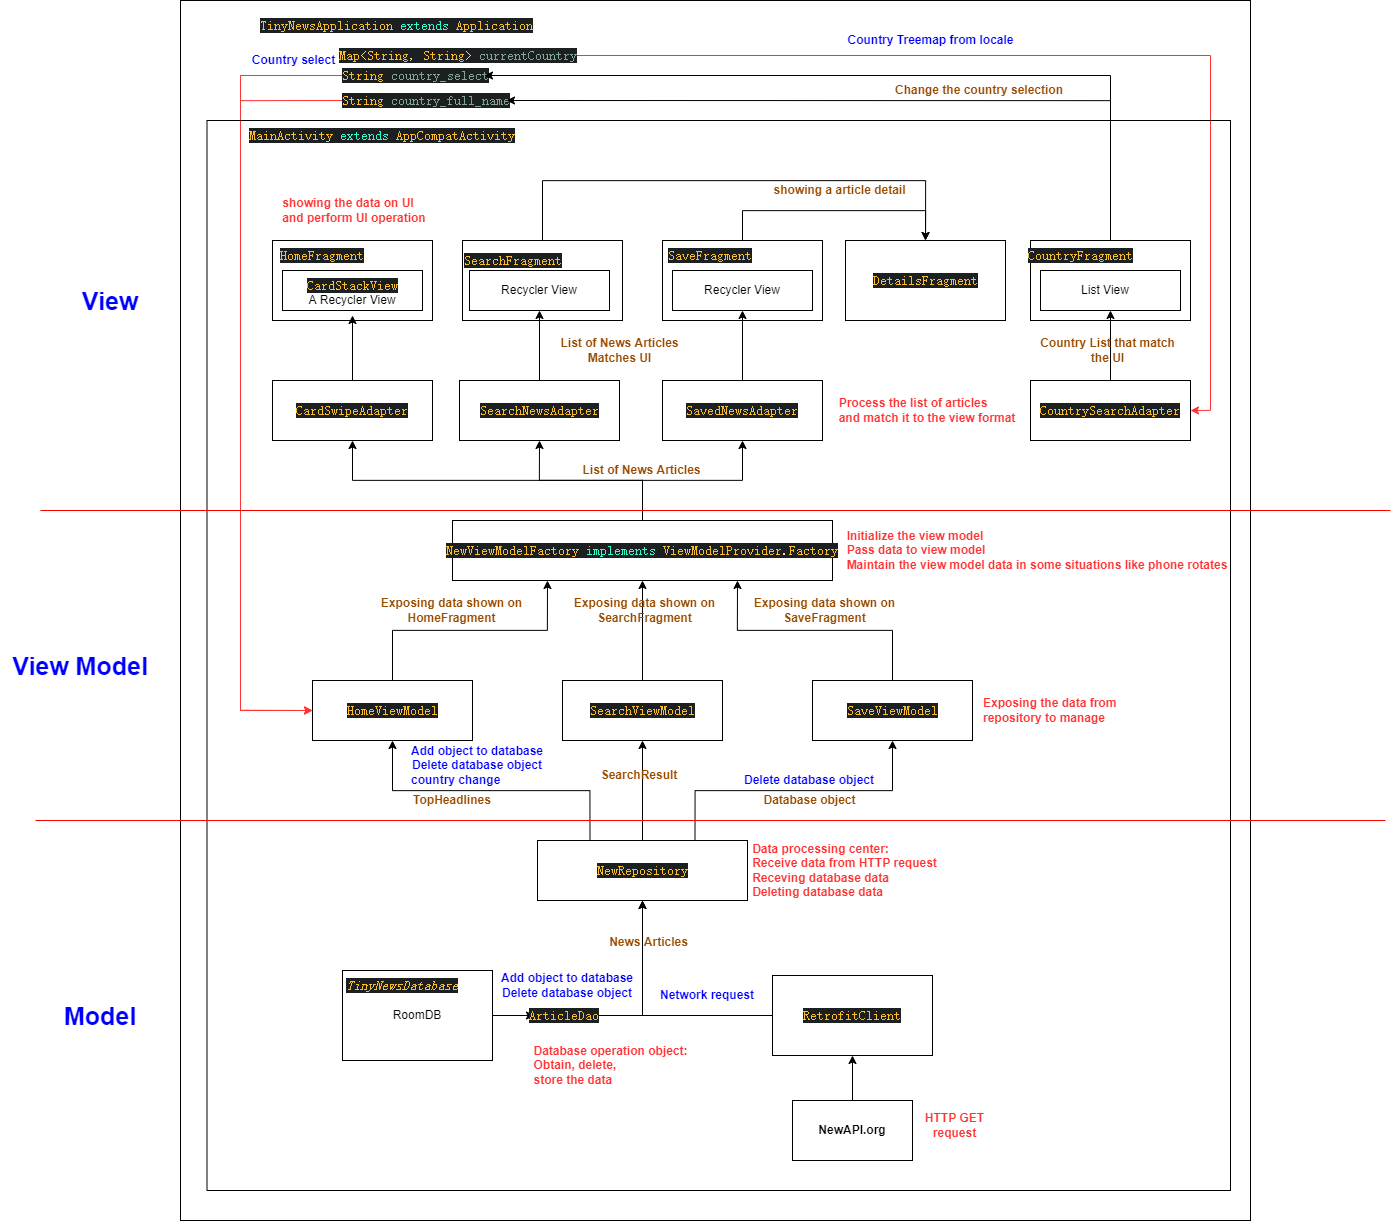 TinyNewsApplication extends Application
Country Treemap from locale
Country select
Map<String, String> currentCountry
String country_select
Change the country selection
String country_full_name
MainActivity extends AppCompatActivity
showing a article detail
showing the data on UI
and perform UI operation
HomeFragment
CardStackView
A Recycler View
SearchFragment
Recycler View
SaveFragment
Recycler View
DetailsFragment
CountryFragment
List View
View
List of News Articles
Matches UI
Country List that match
the UI
CardSwipeAdapter
SearchNewsAdapter
SavedNewsAdapter
Process the list of articles
and match it to the view format
CountrySearchAdapter
List of News Articles
NewViewModelFactory implements ViewModelProvider.Factory
Initialize the view model
Pass data to view model
Maintain the view model data in some situations like phone rotates
Exposing data shown on
HomeFragment
Exposing data shown on
SearchFragment
Exposing data shown on
SaveFragment
View Model
HomeViewModel
SearchViewModel
SaveViewModel
Exposing the data from
repository to manage
Add object to database
Delete database object
country change
TopHeadlines
SearchResult
Delete database object
Database object
NewRepository
Data processing center:
Receive data from HTTP request
Receving database data
Deleting database data
News Articles
Model
TinyNewsDatabase
RoomDB
Add object to database
Delete database object
ArticleDao
Network request
RetrofitClient
Database operation object:
Obtain, delete,
store the data
NewAPI.org
HTTP GET
request